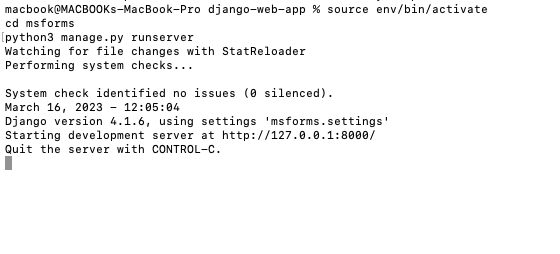 macbook@MACBOOKs-MacBook-Pro django-web-app % source env/bin/activate
cd msforms
python3 manage.py runserver
Watching for file changes with StatReloader
Performing system checks...

System check identified no issues (0 silenced).
March 16, 2023 - 12:05:04
Django version 4.1.6, using settings 'msforms.settings'
Starting development server at http://127.0.0.1:8000/
Quit the server with CONTROL-C.